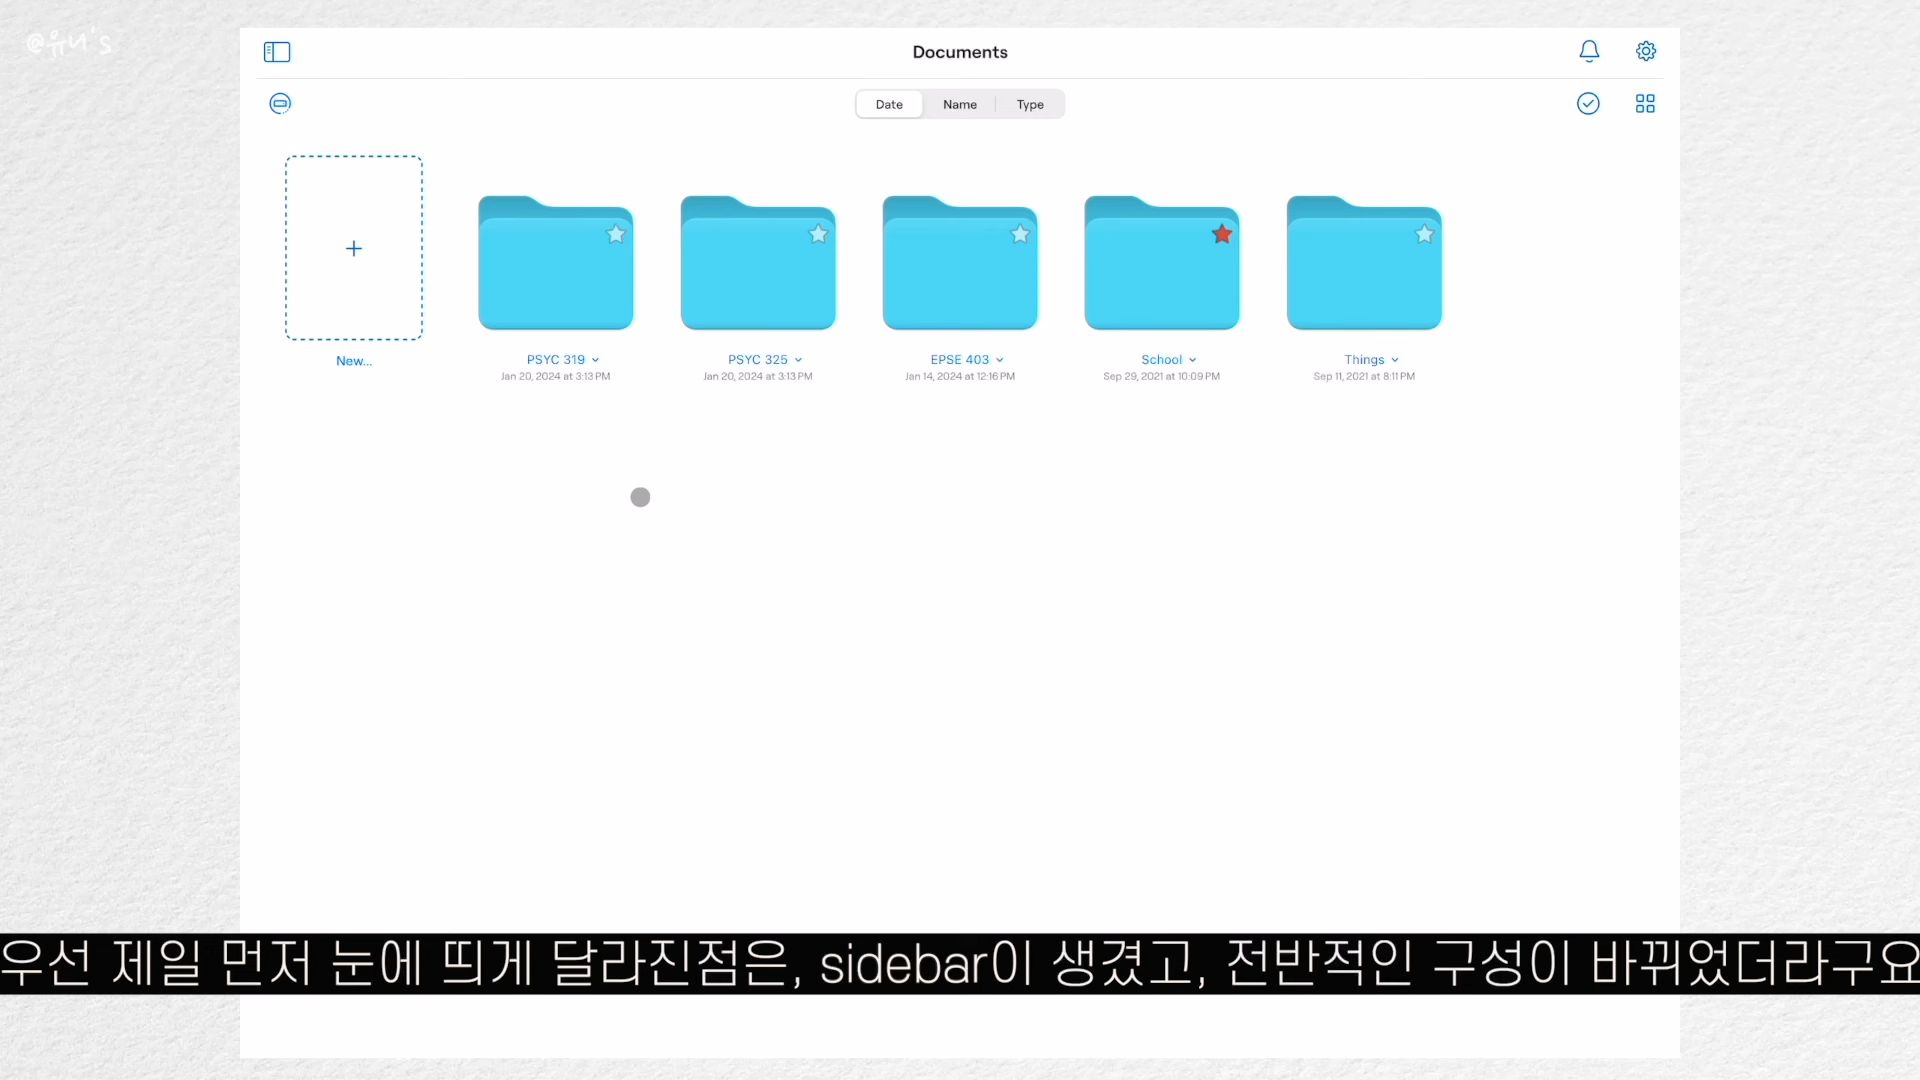 @유니's
Documents
Date Name Type
New...
PSYC 319
Jan 20, 2024 at 3:13 PM
PSYC 325
Jan 20, 2024 at 3:13 PM
EPSE 403
Jan 14, 2024 at 12:16 PM
School
Sep 29, 2021 at 10:09 PM
Things
Sep 11, 2021 at 8:11 PM
우선 제일 먼저 눈에 띄게 달라진점은, sidebar이 생겼고, 전반적인 구성이 바뀌었더라구요